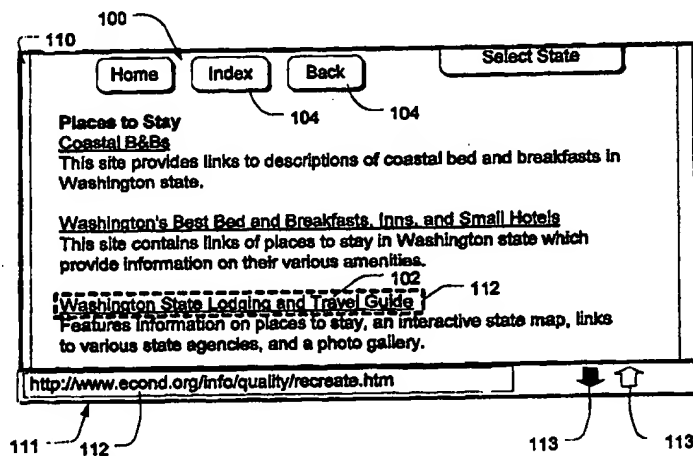 100
110
Home Index Back Select State
104 104
Places to Stay
Coastal B&Bs
This site provides links to descriptions of coastal bed and breakfasts in
Washington state.
Washington's Best Bed and Breakfasts, Inns, and Small Hotels
This site contains links of places to stay in Washington state which
provide information on their various amenities.
102
112
Washington State Lodging and Travel Guide
Features information on places to stay, an interactive state map, links
to various state agencies, and a photo gallery.
http://www.econd.org/info/quality/recreate.htm
111 112 113 113